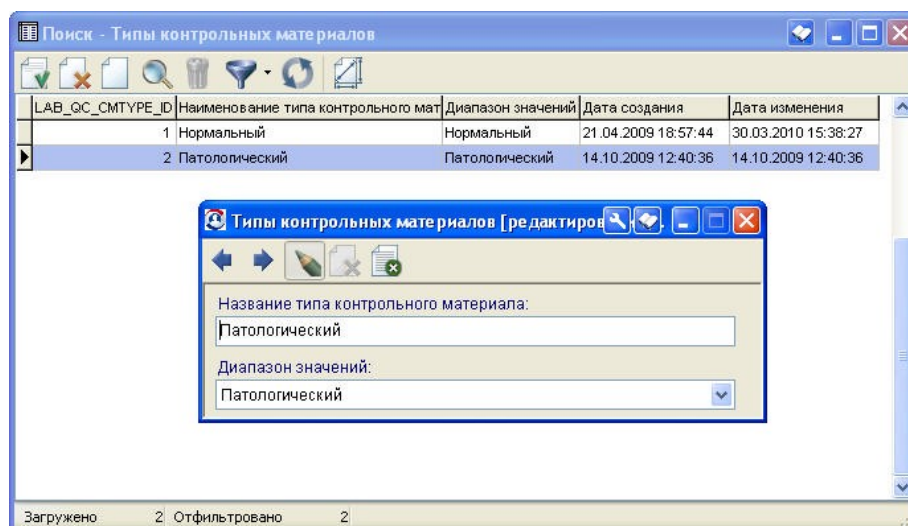 Поиск - Типы контрольных материалов
LAB_QC_CMTYPE_ID Наименование типа контрольного мат Диапазон значений Дата создания Дата изменения
1 Нормальный Нормальный 21.04.2009 18:57:44 30.03.2010 15:38:27
2 Патологический Патологический 14.10.2009 12:40:36 14.10.2009 12:40:36
Типы контрольных материалов [редактиров
Название типа контрольного материала:
Патологический
Диапазон значений:
Патологический
Загружено 2 Отфильтровано 2